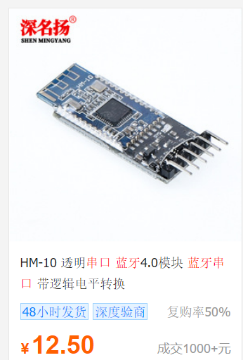 深名扬®
SHEN MINGYANG
HM-10
HM-10 透明串口 蓝牙4.0模块 蓝牙串
口 带逻辑电平转换
48小时发货 深度验商 复购率50%
¥12.50 成交1000+元